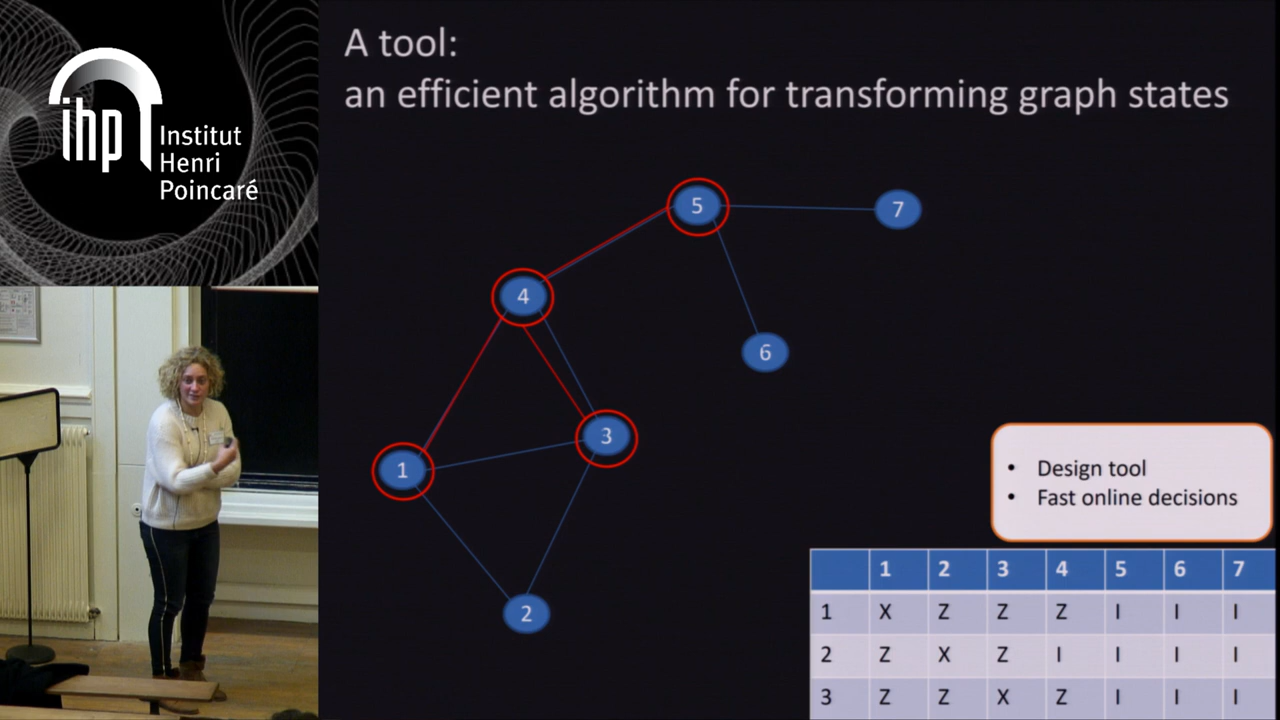 ihp
Institut
Henri
Poincaré
A tool:
an efficient algorithm for transforming graph states
5
7
4
6
3
1
2
• Design tool
• Fast online decisions
1 2 3 4 5 6 7
1 X Z Z Z I I I
2 Z X Z I I I I
3 Z Z X Z I I I